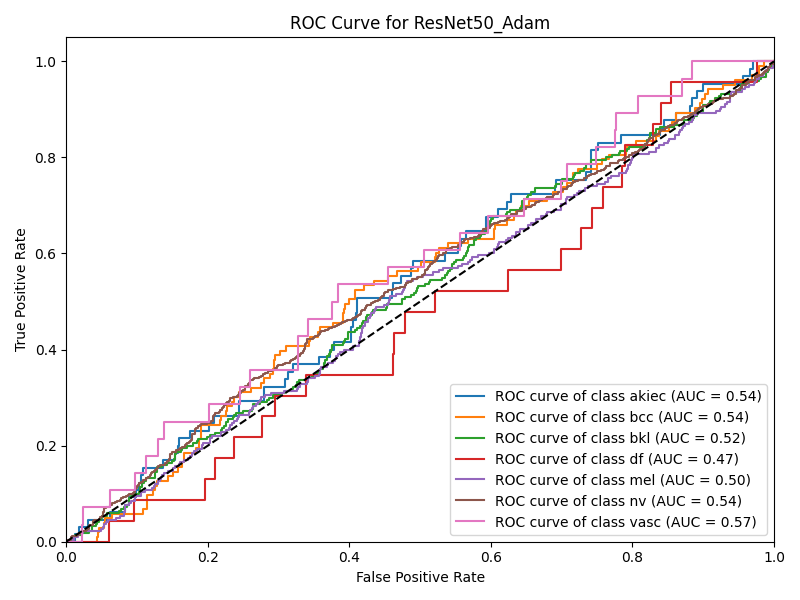 ROC Curve for ResNet50_Adam
True Positive Rate
1.0
0.8
0.6
0.4
0.2
0.0
ROC curve of class akiec (AUC = 0.54)
ROC curve of class bcc (AUC = 0.54)
ROC curve of class bkl (AUC = 0.52)
ROC curve of class df (AUC = 0.47)
ROC curve of class mel (AUC = 0.50)
ROC curve of class nv (AUC = 0.54)
ROC curve of class vasc (AUC = 0.57)
0.0 0.2 0.4 0.6 0.8 1.0
False Positive Rate